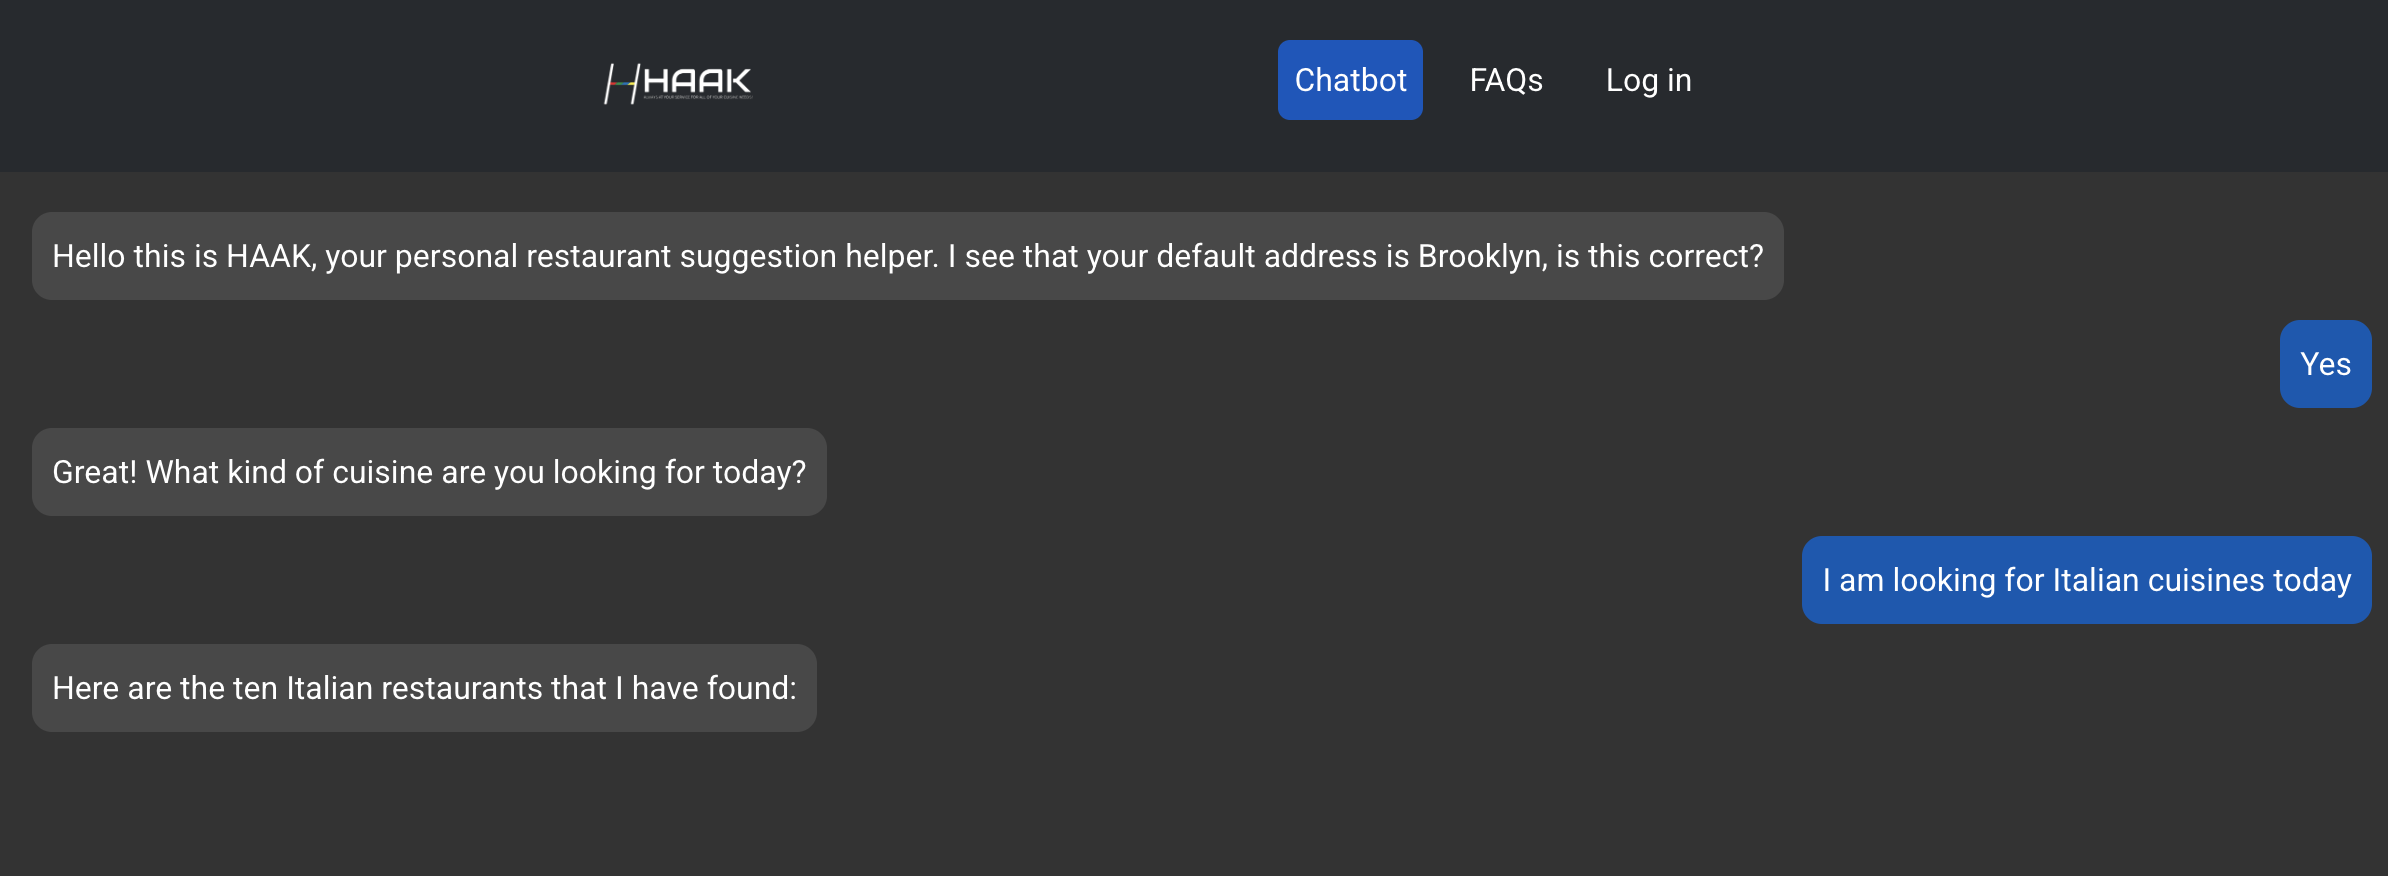 HAAK
Chatbot
FAQs
Log in
Hello this is HAAK, your personal restaurant suggestion helper. I see that your default address is Brooklyn, is this correct?
Yes
Great! What kind of cuisine are you looking for today?
I am looking for Italian cuisines today
Here are the ten Italian restaurants that I have found: